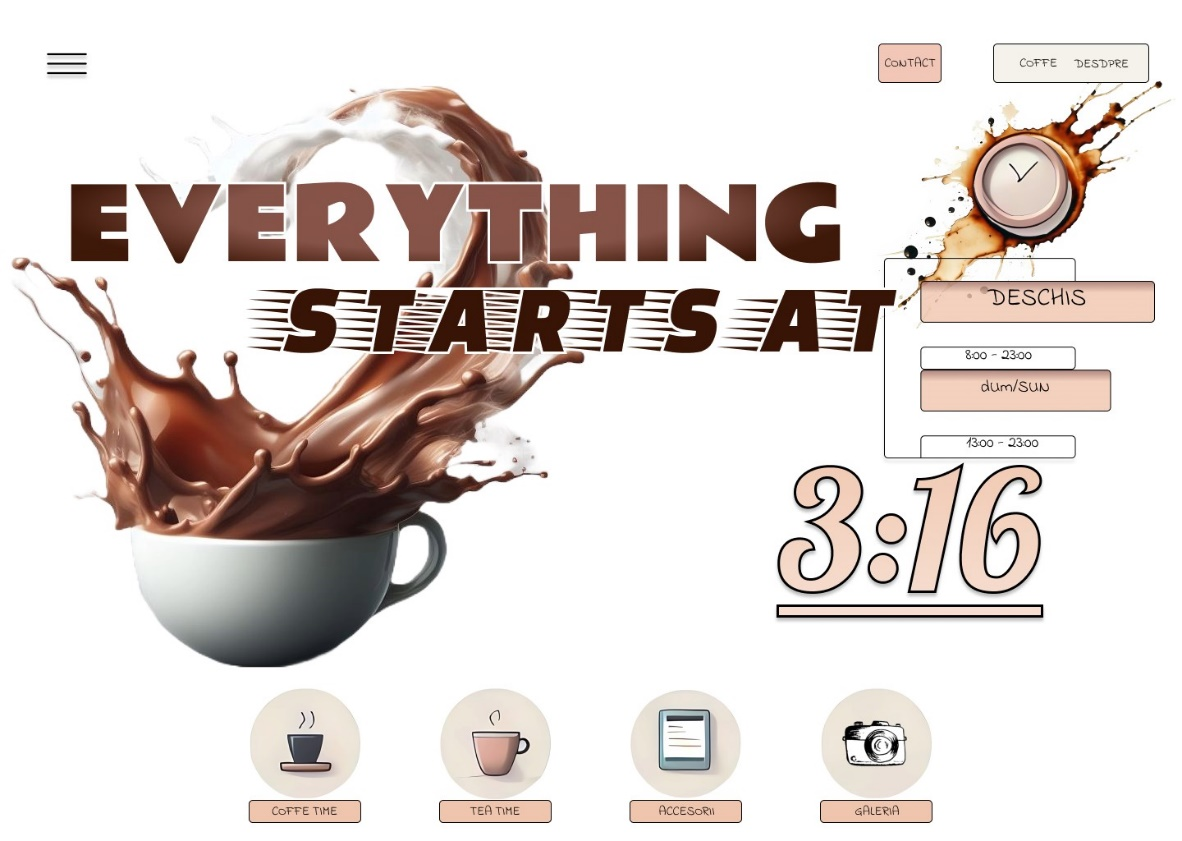 CONTACT
COFFE DESDPRE
EVERYTHING
STARTS AT
DESCHIS
8:00 - 23:00
dum/SUN
13:00 - 23:00
3:16
COFFE TIME
TEA TIME
ACCESORII
GALERIA